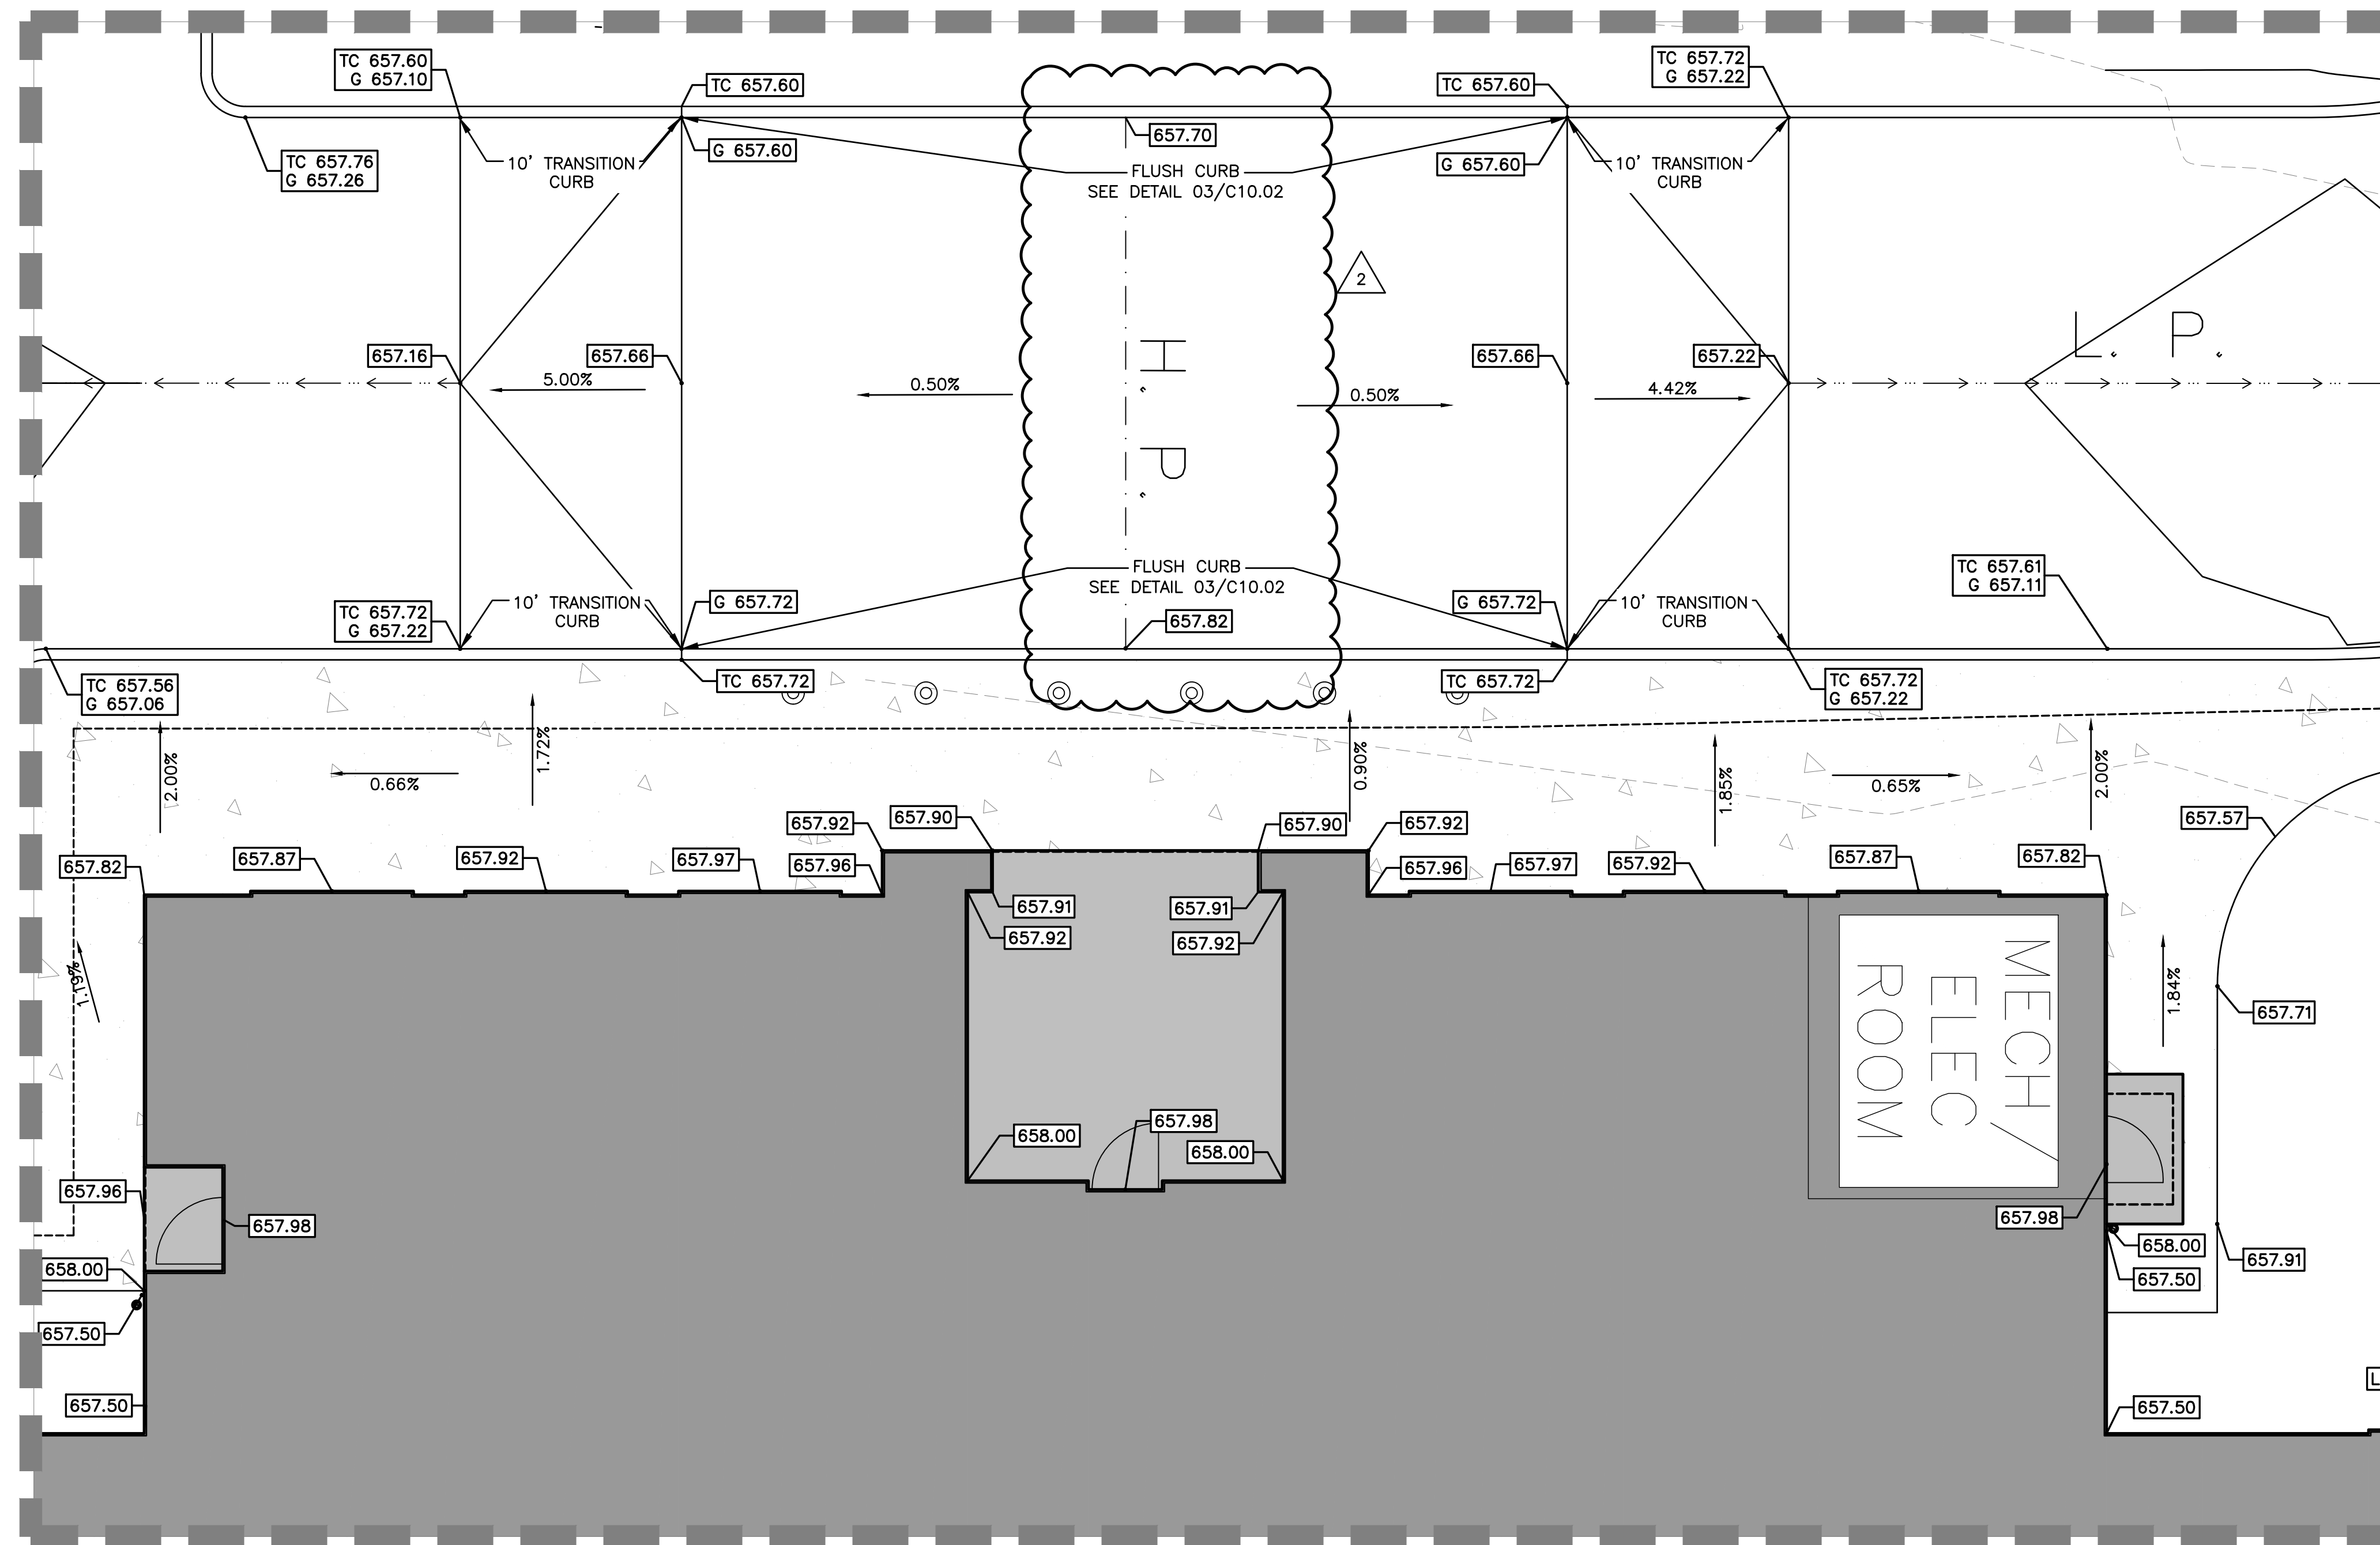 TC 657.60
G 657.10
TC 657.60
TC 657.60
TC 657.72
G 657.22
TC 657.76
G 657.26
10' TRANSITION
CURB
G 657.60
657.70
FLUSH CURB
SEE DETAIL 03/C10.02
G 657.60
10' TRANSITION
CURB
2
H.P.
L.P.
657.16
657.66
657.66
657.22
5.00%
0.50%
0.50%
4.42%
TC 657.72
G 657.22
10' TRANSITION
CURB
G 657.72
FLUSH CURB
SEE DETAIL 03/C10.02
657.82
G 657.72
10' TRANSITION
CURB
TC 657.61
G 657.11
TC 657.56
G 657.06
TC 657.72
TC 657.72
TC 657.72
G 657.22
2.00%
0.66%
1.72%
0.90%
1.85%
0.65%
2.00%
657.82
657.87
657.92
657.97
657.92
657.96
657.90
657.90
657.92
657.96
657.97
657.92
657.87
657.82
657.57
657.91
657.92
657.91
657.92
1.19%
MECH/
ELEC
ROOM
1.84%
657.71
657.96
657.98
658.00
657.98
658.00
657.98
658.00
657.50
657.91
658.00
657.50
657.50
657.50
L